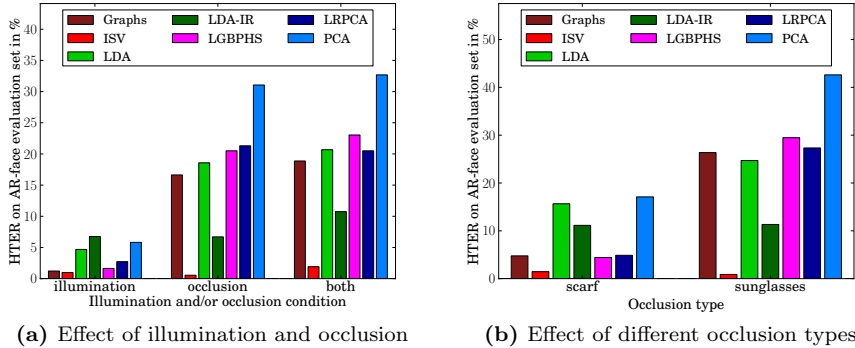 HTER on AR-face evaluation set in %
40
35
30
25
20
15
10
5
0
Graphs
ISV
LDA
LDA-IR
LGBPHS
LRPCA
PCA
illumination
occlusion
both
Illumination and/or occlusion condition
(a) Effect of illumination and occlusion
HTER on AR-face evaluation set in %
50
40
30
20
10
0
Graphs
ISV
LDA
LDA-IR
LGBPHS
LRPCA
PCA
scarf
sunglasses
Occlusion type
(b) Effect of different occlusion types